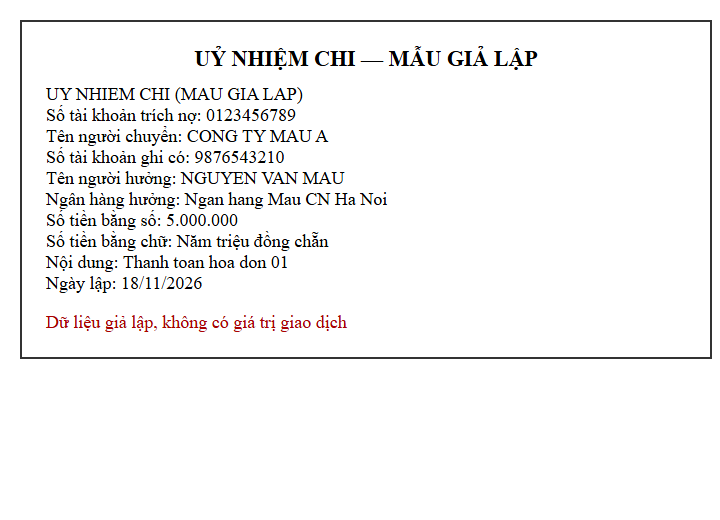 UỶ NHIỆM CHI — MẪU GIẢ LẬP
UY NHIEM CHI (MAU GIA LAP)
Số tài khoản trích nợ: 0123456789
Tên người chuyển: CONG TY MAU A
Số tài khoản ghi có: 9876543210
Tên người hưởng: NGUYEN VAN MAU
Ngân hàng hưởng: Ngan hang Mau CN Ha Noi
Số tiền bằng số: 5.000.000
Số tiền bằng chữ: Năm triệu đồng chẵn
Nội dung: Thanh toan hoa don 01
Ngày lập: 18/11/2026
Dữ liệu giả lập, không có giá trị giao dịch